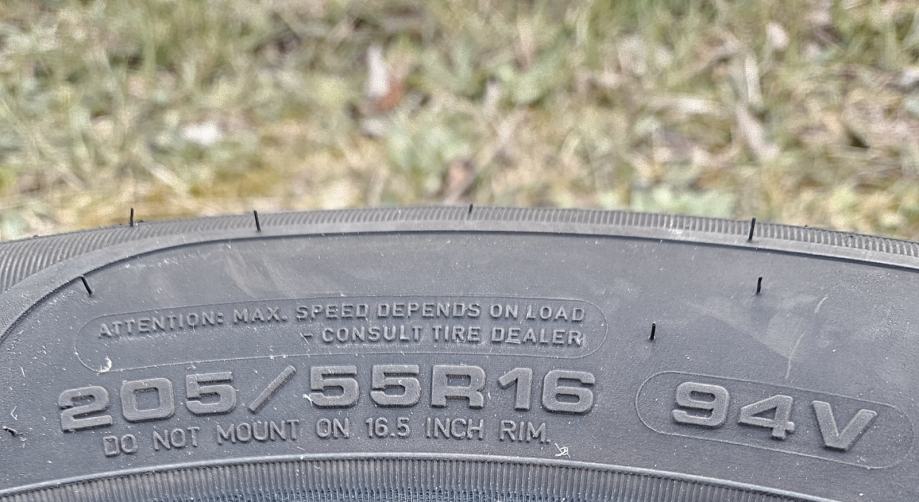 ATTENTION: MAX. SPEED DEPENDS ON LOAD
- CONSULT TIRE DEALER
205/55R16 94V
DO NOT MOUNT ON 16.5 INCH RIM.